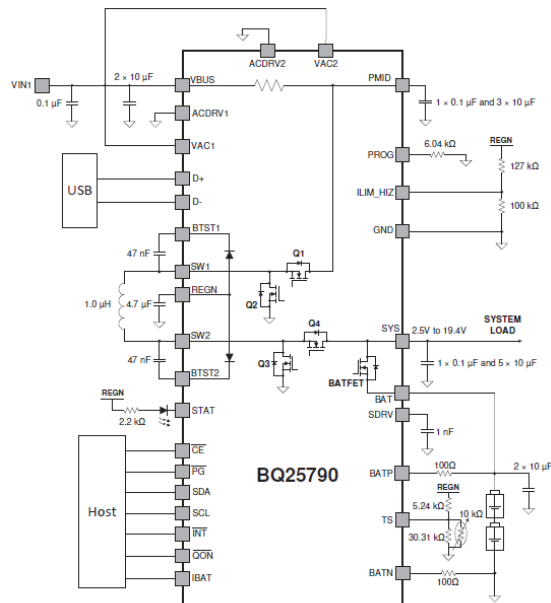 ACDRV2
VAC2
VIN1
2 × 10 µF
0.1 µF
VBUS
PMID
1 × 0.1 µF and 3 × 10 µF
ACDRV1
VAC1
PROG
6.04 kΩ
REGN
127 kΩ
USB
D+
D-
ILIM_HIZ
100 kΩ
GND
BTST1
47 nF
SW1
Q1
1.0 µH
4.7 µF
REGN
Q2
SW2
Q4
SYS
2.5V to 19.4V
SYSTEM
LOAD
47 nF
Q3
BTST2
BATFET
1 × 0.1 µF and 5 × 10 µF
BAT
REGN
STAT
2.2 kΩ
SDRV
1 nF
Host
CE
PG
SDA
SCL
INT
QON
IBAT
BQ25790
BATP
100Ω
2 × 10 µF
REGN
5.24 kΩ
10 kΩ
TS
30.31 kΩ
BATN
100Ω